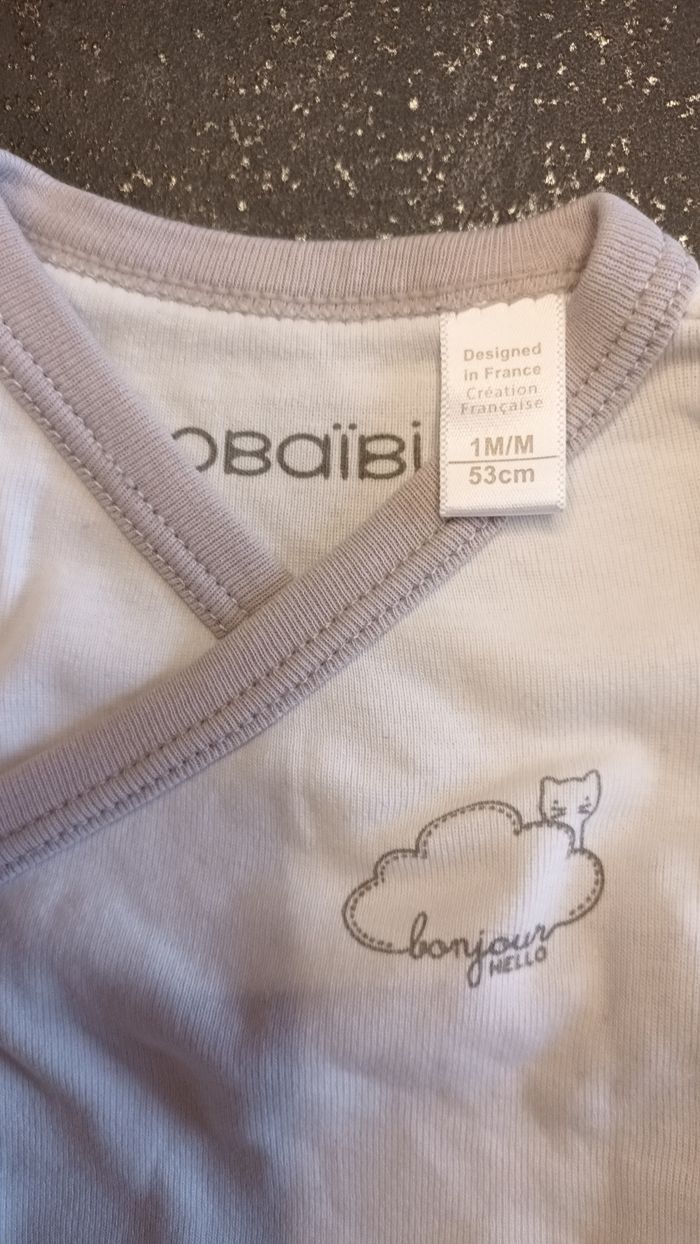 obaïbi
Designed
in France
Création
Française
1M/M
53cm
bonjour
HELLO